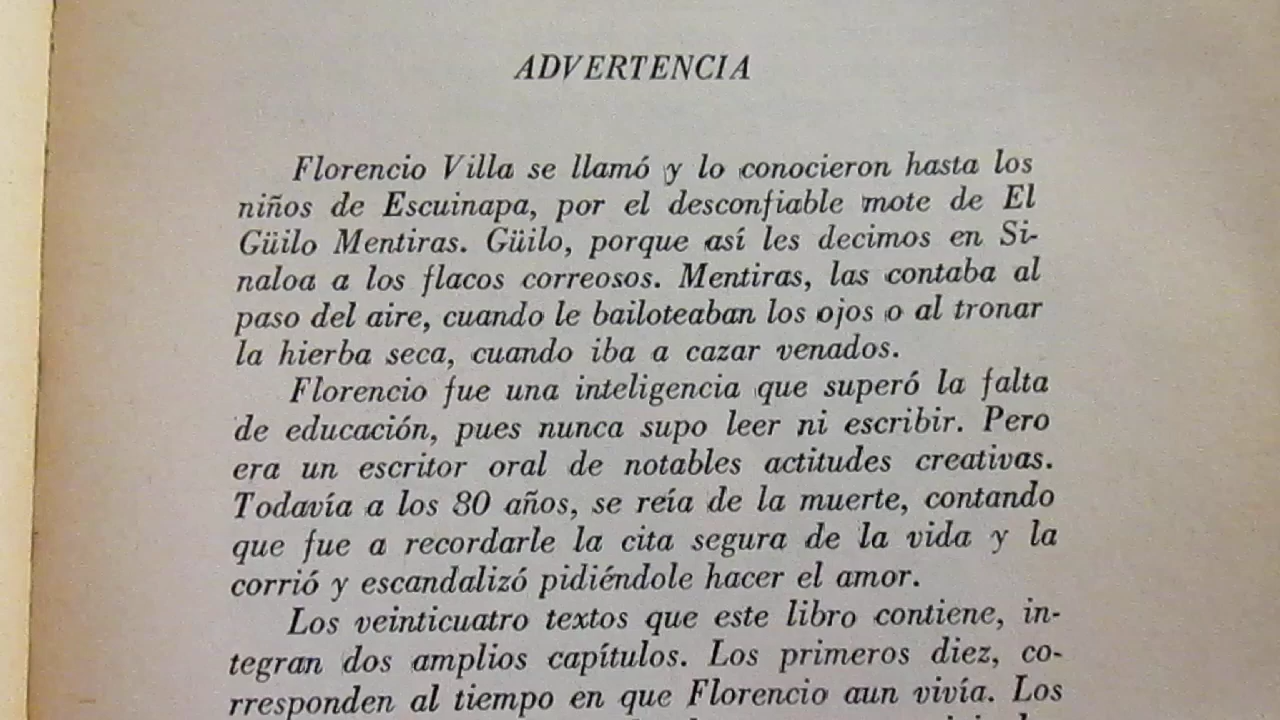 ADVERTENCIA
Florencio Villa se llamó y lo conocieron hasta los
niños de Escuinapa, por el desconfiable mote de El
Güilo Mentiras. Güilo, porque así les decimos en Si-
naloa a los flacos correosos. Mentiras, las contaba al
paso del aire, cuando le bailoteaban los ojos o al tronar
la hierba seca, cuando iba a cazar venados.
Florencio fue una inteligencia que superó la falta
de educación, pues nunca supo leer ni escribir. Pero
era un escritor oral de notables actitudes creativas.
Todavía a los 80 años, se reía de la muerte, contando
que fue a recordarle la cita segura de la vida y la
corrió y escandalizó pidiéndole hacer el amor.
Los veinticuatro textos que este libro contiene, in-
tegran dos amplios capítulos. Los primeros diez, co-
rresponden al tiempo en que Florencio aun vivía. Los